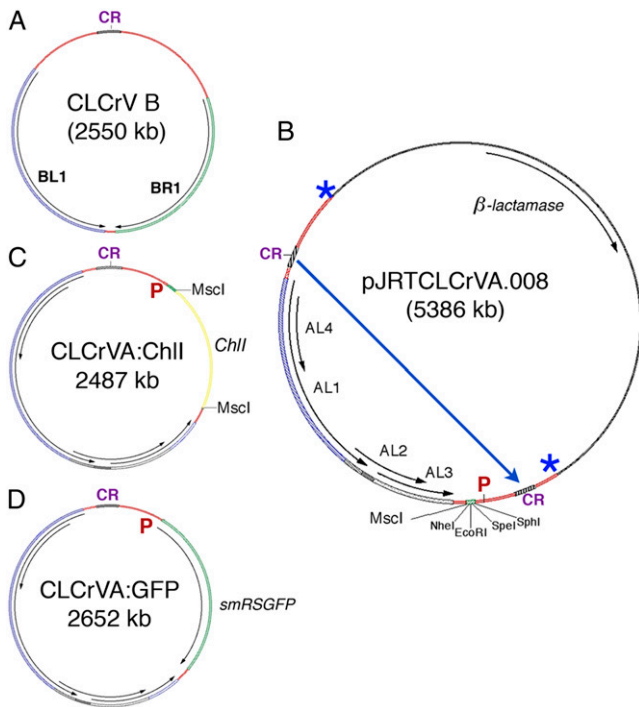 A
CR
CLCrV B
(2550 kb)
BL1
BR1
B
*
β-lactamase
CR
pJRTCLCrVA.008
(5386 kb)
AL4
AL1
AL2
AL3
*
P
CR
MscI
NheI
EcoRI
SpeI
SphI
C
CR
P
MscI
CLCrVA:ChlI
2487 kb
ChlI
MscI
D
CR
P
CLCrVA:GFP
2652 kb
smRSGFP